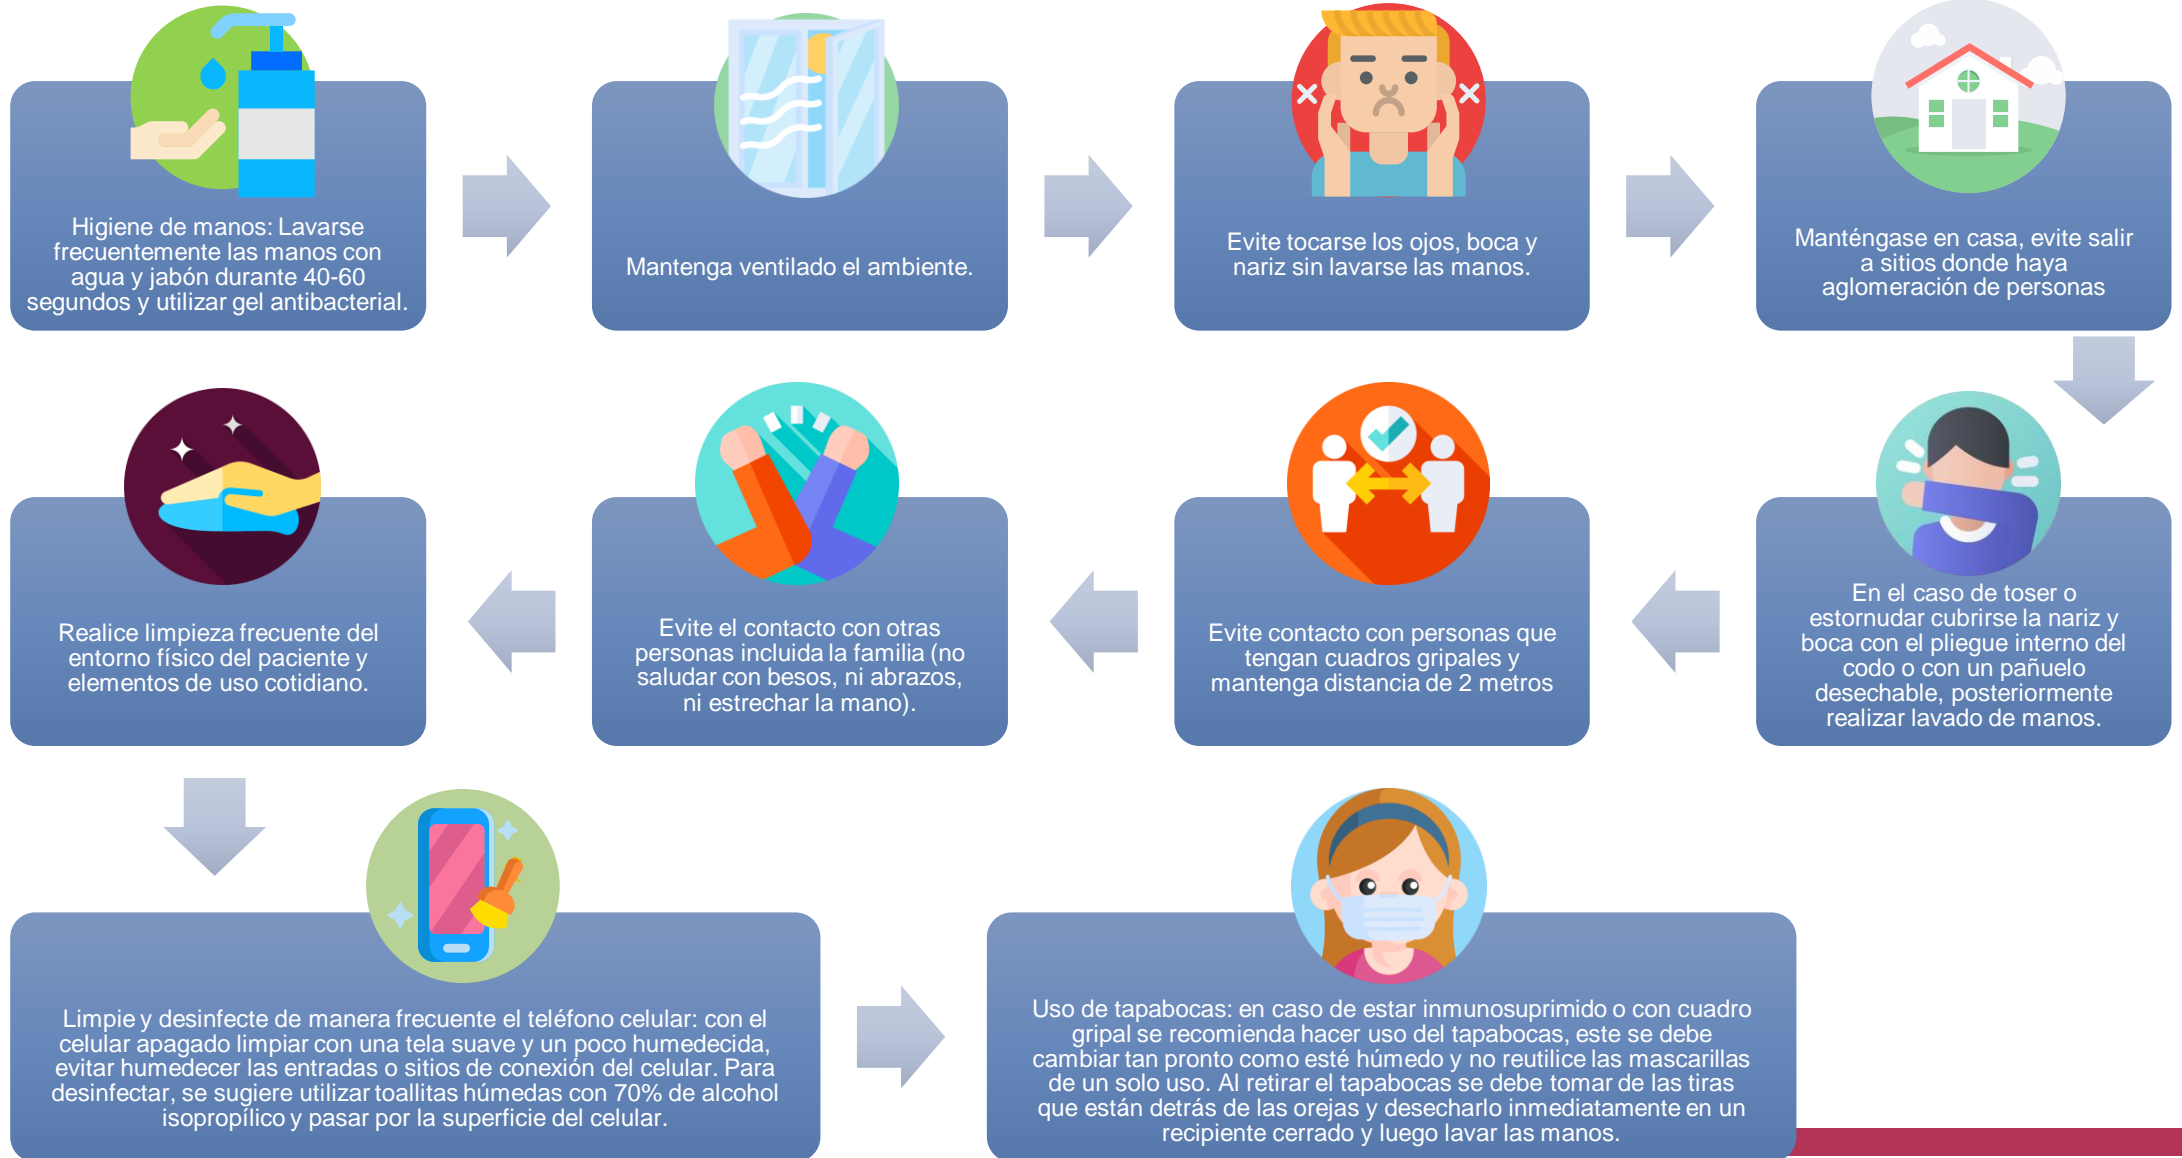 Higiene de manos: Lavarse
frecuentemente las manos con
agua y jabón durante 40-60
segundos y utilizar gel antibacterial.
Mantenga ventilado el ambiente.
Evite tocarse los ojos, boca y
nariz sin lavarse las manos.
Manténgase en casa, evite salir
a sitios donde haya
aglomeración de personas
En el caso de toser o
estornudar cubrirse la nariz y
boca con el pliegue interno del
codo o con un pañuelo
desechable, posteriormente
realizar lavado de manos.
Evite contacto con personas que
tengan cuadros gripales y
mantenga distancia de 2 metros
Evite el contacto con otras
personas incluida la familia (no
saludar con besos, ni abrazos,
ni estrechar la mano).
Realice limpieza frecuente del
entorno físico del paciente y
elementos de uso cotidiano.
Limpie y desinfecte de manera frecuente el teléfono celular: con el
celular apagado limpiar con una tela suave y un poco humedecida,
evitar humedecer las entradas o sitios de conexión del celular. Para
desinfectar, se sugiere utilizar toallitas húmedas con 70% de alcohol
isopropílico y pasar por la superficie del celular.
Uso de tapabocas: en caso de estar inmunosuprimido o con cuadro
gripal se recomienda hacer uso del tapabocas, este se debe
cambiar tan pronto como esté húmedo y no reutilice las mascarillas
de un solo uso. Al retirar el tapabocas se debe tomar de las tiras
que están detrás de las orejas y desecharlo inmediatamente en un
recipiente cerrado y luego lavar las manos.